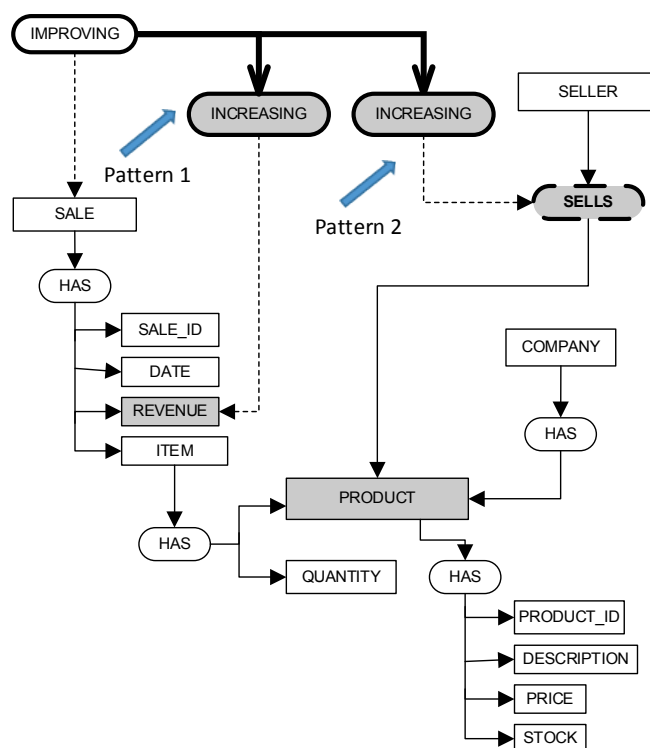 IMPROVING
INCREASING
INCREASING
SELLER
Pattern 1
SALE
SELLS
Pattern 2
HAS
SALE_ID
DATE
COMPANY
REVENUE
HAS
ITEM
PRODUCT
HAS
QUANTITY
HAS
PRODUCT_ID
DESCRIPTION
PRICE
STOCK